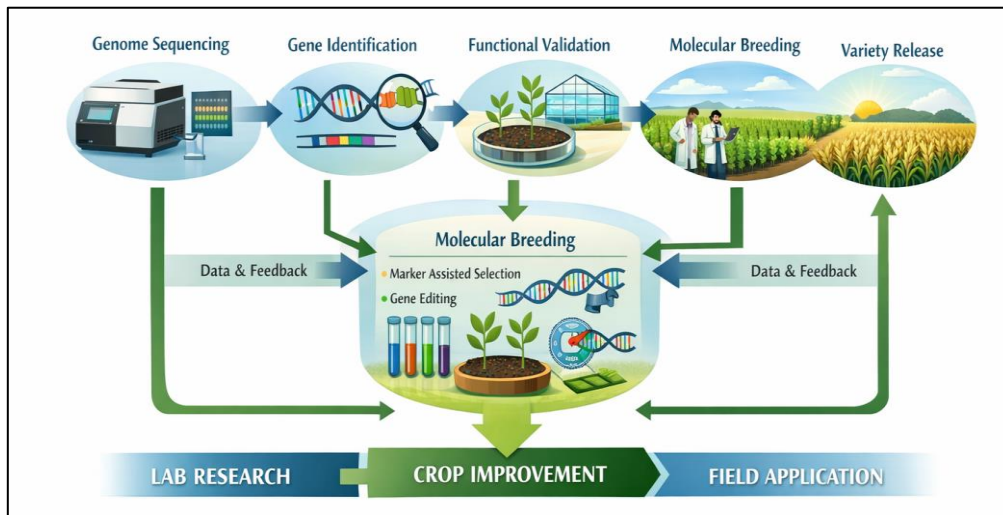 Genome Sequencing
Gene Identification
Functional Validation
Molecular Breeding
Variety Release
Molecular Breeding
Marker Assisted Selection
Gene Editing
Data & Feedback
Data & Feedback
LAB RESEARCH
CROP IMPROVEMENT
FIELD APPLICATION